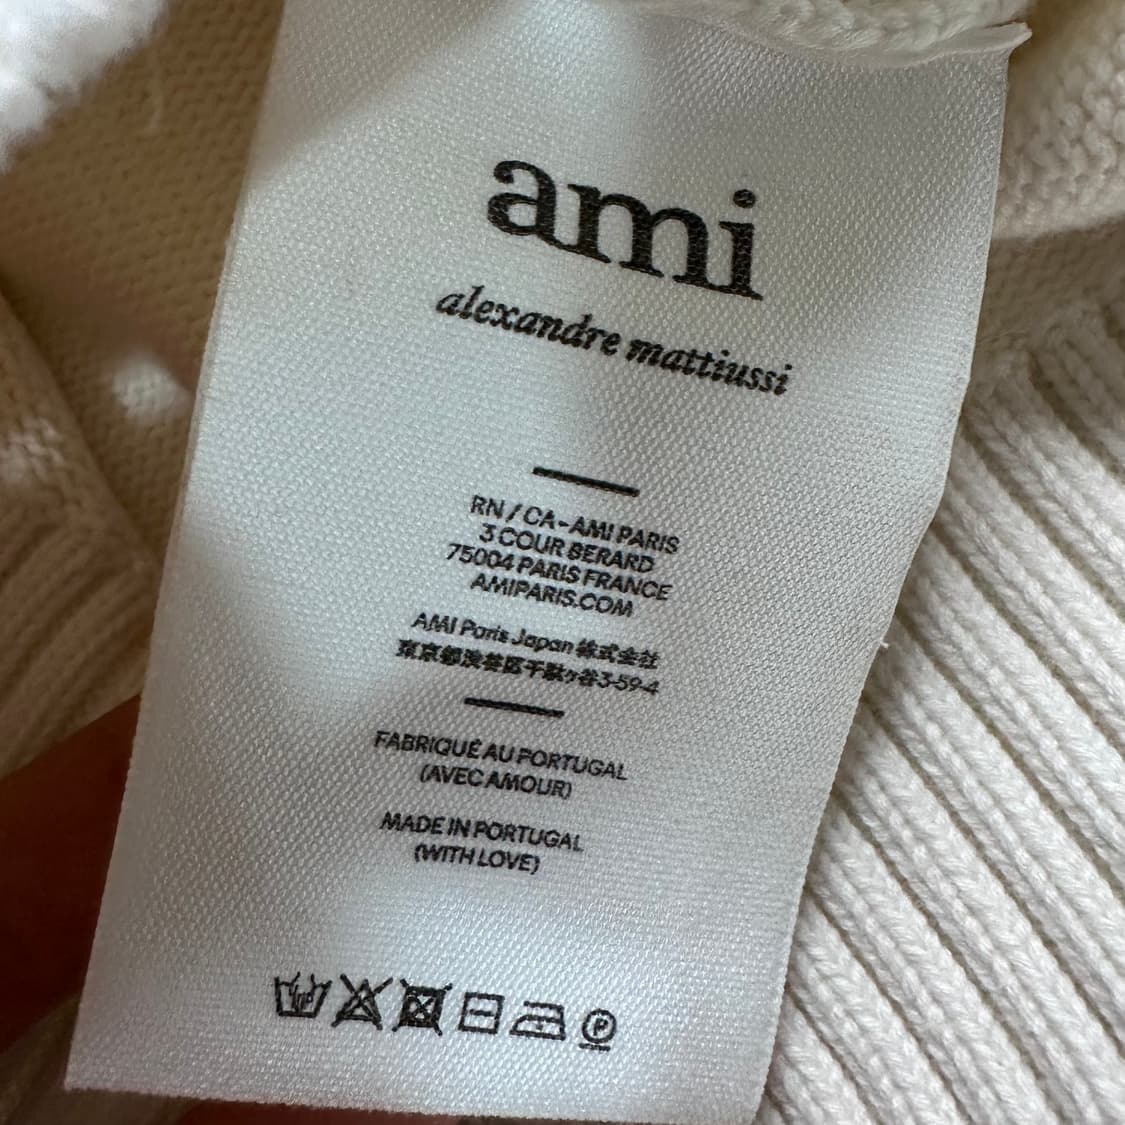 ami
alexandre mattiussi
RN / CA-AMI PARIS
3 COUR BERARD
75004 PARIS FRANCE
AMIPARIS.COM
AMI Paris Japan 株式会社
東京都渋谷区千駄ヶ谷3-59-4
FABRIQUÉ AU PORTUGAL
(AVEC AMOUR)
MADE IN PORTUGAL
(WITH LOVE)
P